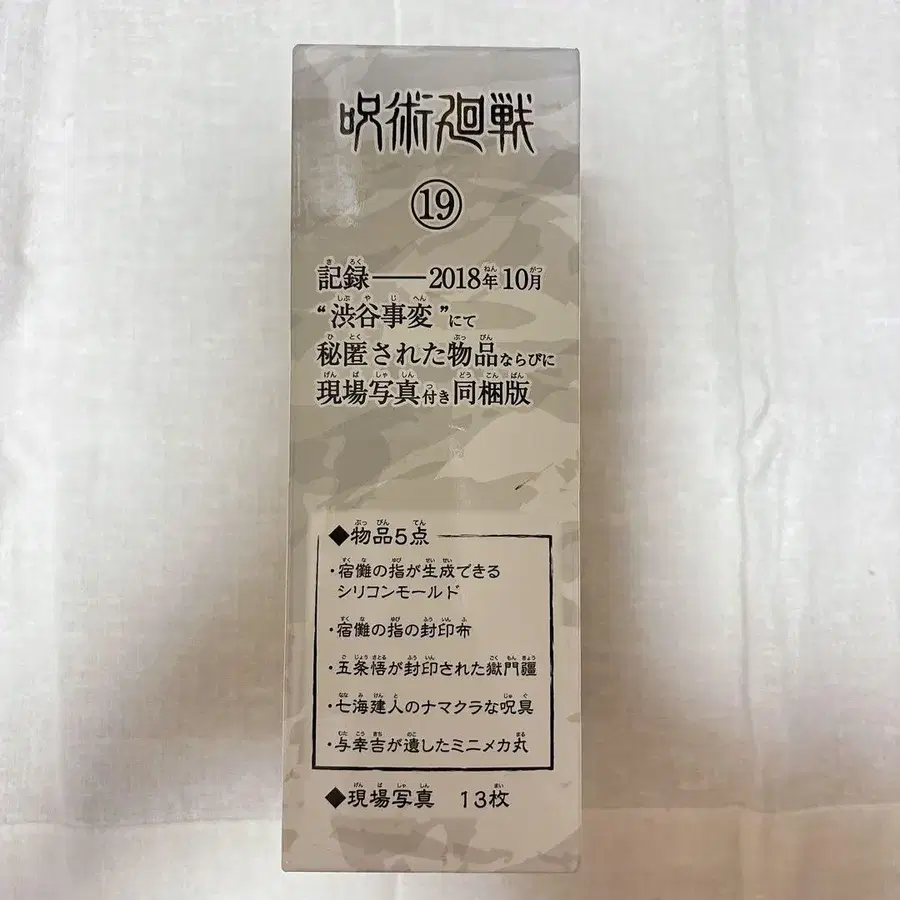 呪術廻戦
⑲
記録――2018年10月
“渋谷事変”にて
秘匿された物品ならびに
現場写真付き同梱版
◆物品5点
・宿儺の指が生成できる
シリコンモールド
・宿儺の指の封印布
・五条悟が封印された獄門疆
・七海建人のナマクラな呪具
・与幸吉が遺したミニメカ丸
◆現場写真 13枚